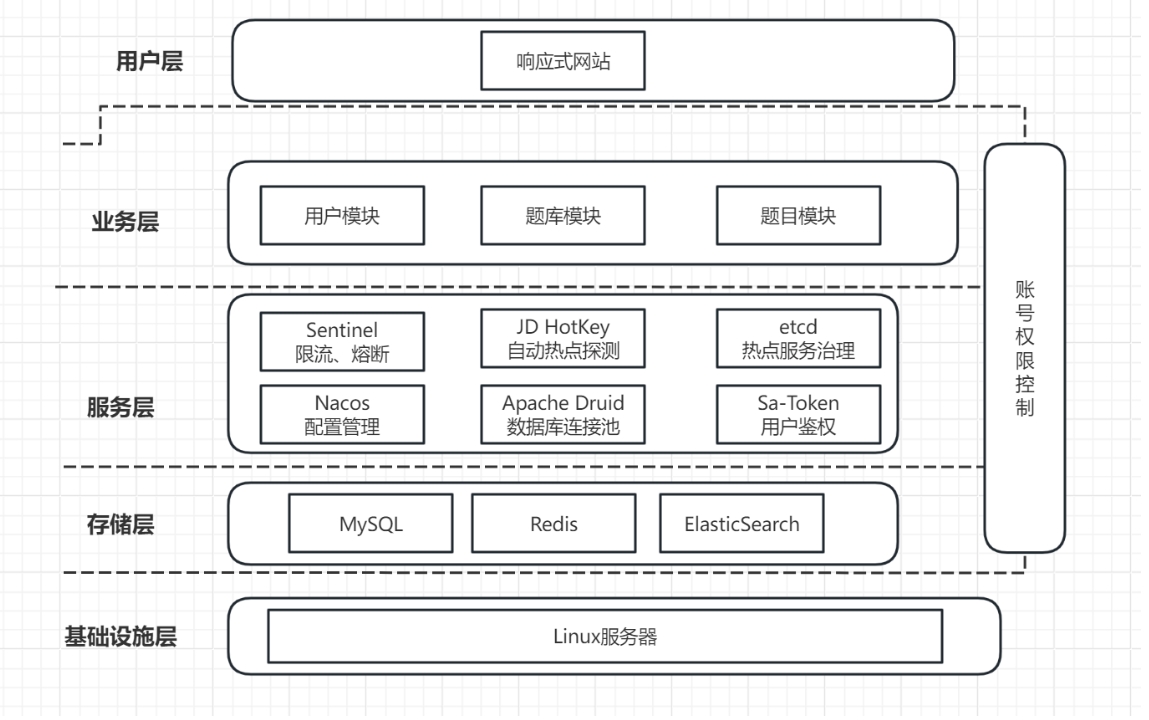 用户层
响应式网站
业务层
用户模块
题库模块
题目模块
服务层
Sentinel
限流、熔断
JD HotKey
自动热点探测
etcd
热点服务治理
Nacos
配置管理
Apache Druid
数据库连接池
Sa-Token
用户鉴权
存储层
MySQL
Redis
ElasticSearch
基础设施层
Linux服务器
账
号
权
限
控
制